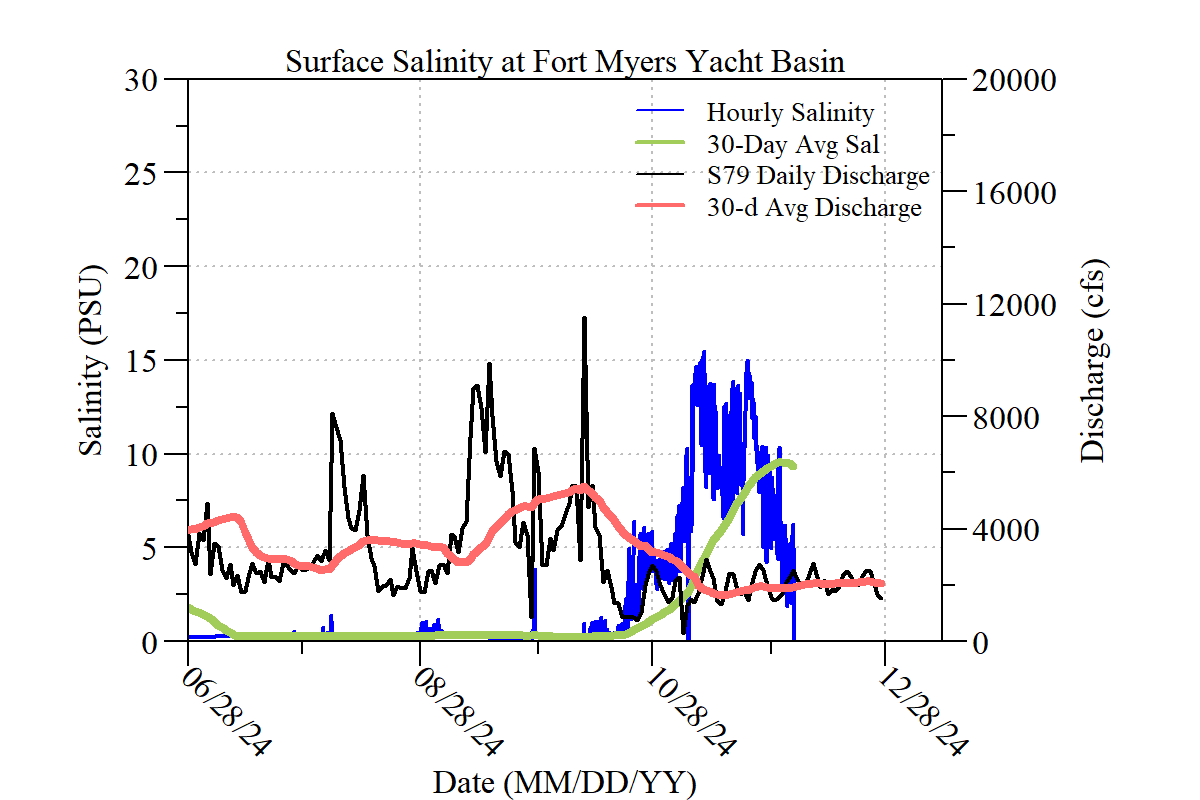 Surface Salinity at Fort Myers Yacht Basin
30
25
20
15
10
5
0
Salinity (PSU)
Hourly Salinity
30-Day Avg Sal
S79 Daily Discharge
30-d Avg Discharge
20000
16000
12000
8000
4000
0
Discharge (cfs)
06/28/24
08/28/24
10/28/24
12/28/24
Date (MM/DD/YY)